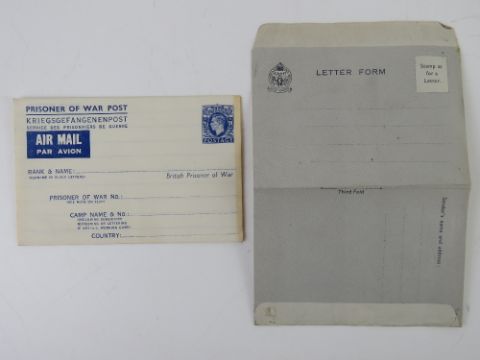 PRISONER OF WAR POST
KRIEGSGEFANGENENPOST
SERVICE DES PRISONNIERS DE GUERRE
AIR MAIL
PAR AVION
POSTAGE
RANK & NAME:
British Prisoner of War
PRISONER OF WAR No.:
CAMP NAME & No.:
COUNTRY:
LETTER FORM
Stamp as
for a
Letter.
Third Fold
Sender's name and address: